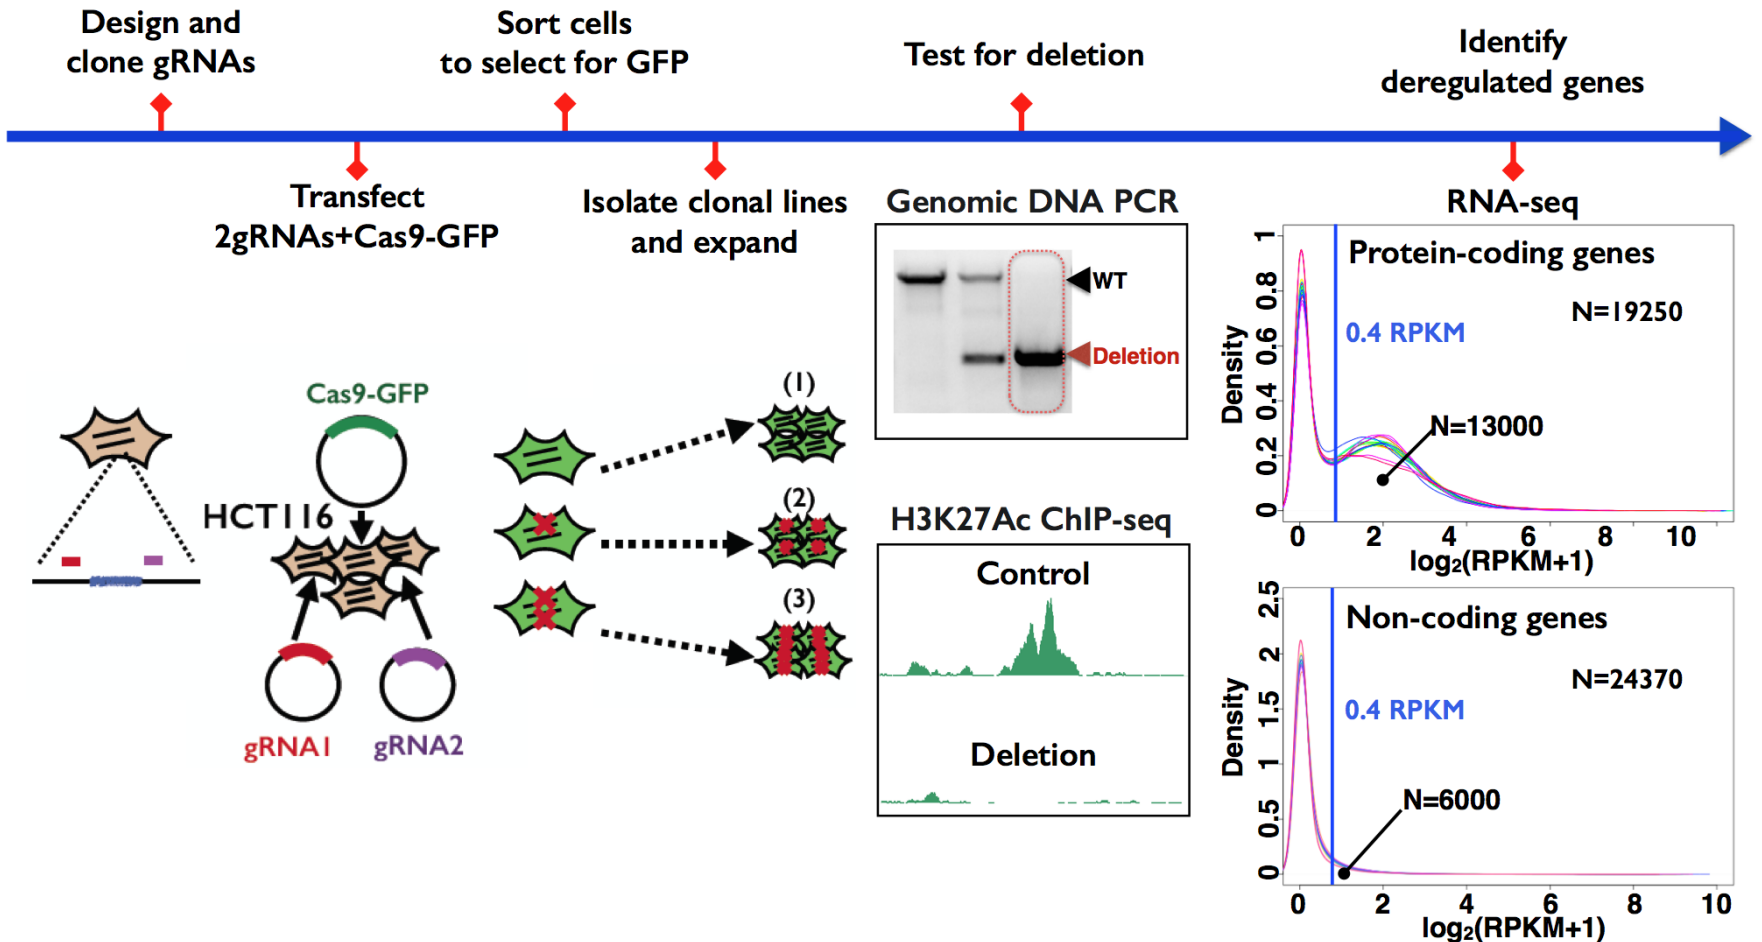 Design and
clone gRNAs
Sort cells
to select for GFP
Test for deletion
Identify
deregulated genes
Transfect
2gRNAs+Cas9-GFP
Isolate clonal lines
and expand
Genomic DNA PCR
WT
Deletion
RNA-seq
Protein-coding genes
N=19250
0.4 RPKM
N=13000
Density
0
0.2
0.4
0.6
0.8
1
0 2 4 6 8 10
log2(RPKM+1)
Cas9-GFP
HCT116
gRNA1
gRNA2
(1)
(2)
(3)
H3K27Ac ChIP-seq
Control
Deletion
Non-coding genes
N=24370
0.4 RPKM
N=6000
Density
0
0.5
1
1.5
2
2.5
0 2 4 6 8 10
log2(RPKM+1)